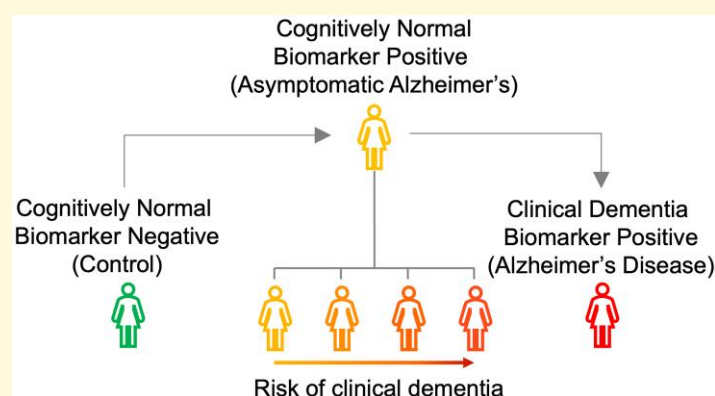 Cognitively Normal
Biomarker Positive
(Asymptomatic Alzheimer's)
Cognitively Normal
Biomarker Negative
(Control)
Clinical Dementia
Biomarker Positive
(Alzheimer's Disease)
Risk of clinical dementia